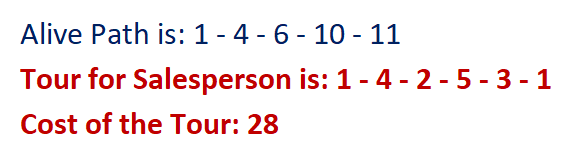 Alive Path is: 1 - 4 - 6 - 10 - 11
Tour for Salesperson is: 1 - 4 - 2 - 5 - 3 - 1
Cost of the Tour: 28